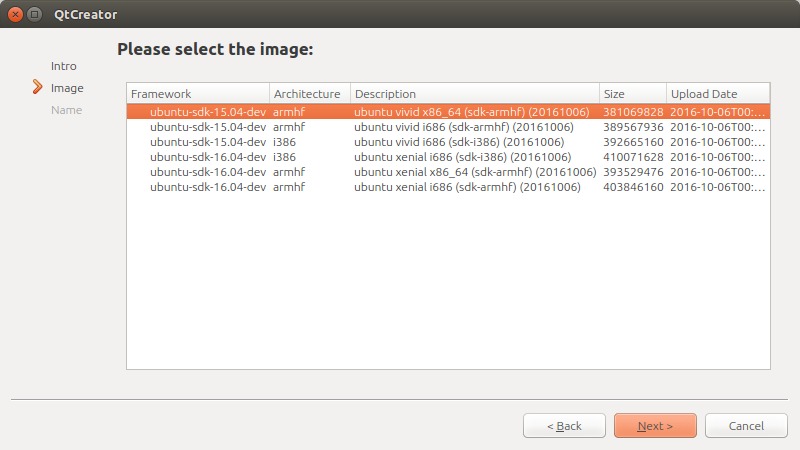 QtCreator
Please select the image:
Intro
Image
Name
Framework Architecture Description Size Upload Date
ubuntu-sdk-15.04-dev armhf ubuntu vivid x86_64 (sdk-armhf) (20161006) 381069828 2016-10-06T00:...
ubuntu-sdk-15.04-dev armhf ubuntu vivid i686 (sdk-armhf) (20161006) 389567936 2016-10-06T00:...
ubuntu-sdk-15.04-dev i386 ubuntu vivid i686 (sdk-i386) (20161006) 392665160 2016-10-06T00:...
ubuntu-sdk-16.04-dev i386 ubuntu xenial i686 (sdk-i386) (20161006) 410071628 2016-10-06T00:...
ubuntu-sdk-16.04-dev armhf ubuntu xenial x86_64 (sdk-armhf) (20161006) 393529476 2016-10-06T00:...
ubuntu-sdk-16.04-dev armhf ubuntu xenial i686 (sdk-armhf) (20161006) 403846160 2016-10-06T00:...
< Back Next > Cancel